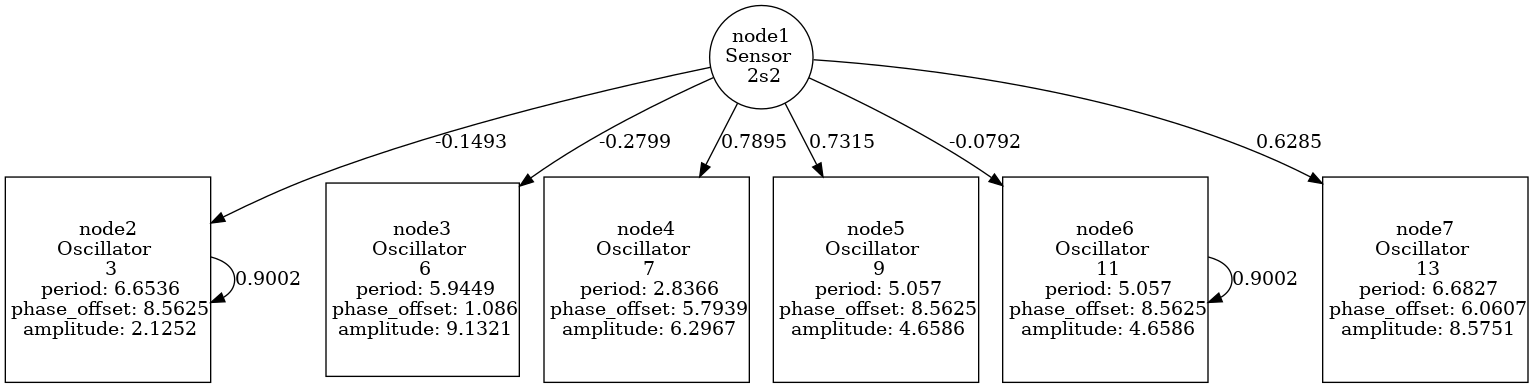 node1
Sensor
2s2
-0.1493
-0.2799
0.7895
0.7315
-0.0792
0.6285
node2
Oscillator
3
period: 6.6536
phase_offset: 8.5625
amplitude: 2.1252
0.9002
node3
Oscillator
6
period: 5.9449
phase_offset: 1.086
amplitude: 9.1321
node4
Oscillator
7
period: 2.8366
phase_offset: 5.7939
amplitude: 6.2967
node5
Oscillator
9
period: 5.057
phase_offset: 8.5625
amplitude: 4.6586
node6
Oscillator
11
period: 5.057
phase_offset: 8.5625
amplitude: 4.6586
0.9002
node7
Oscillator
13
period: 6.6827
phase_offset: 6.0607
amplitude: 8.5751